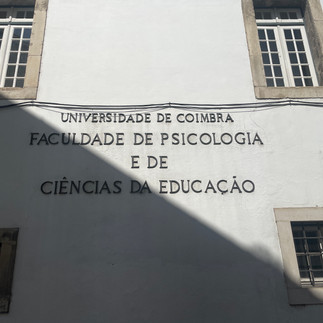 UNIVERSIDADE DE COIMBRA
FACULDADE DE PSICOLOGIA
E DE
CIÊNCIAS DA EDUCAÇÃO